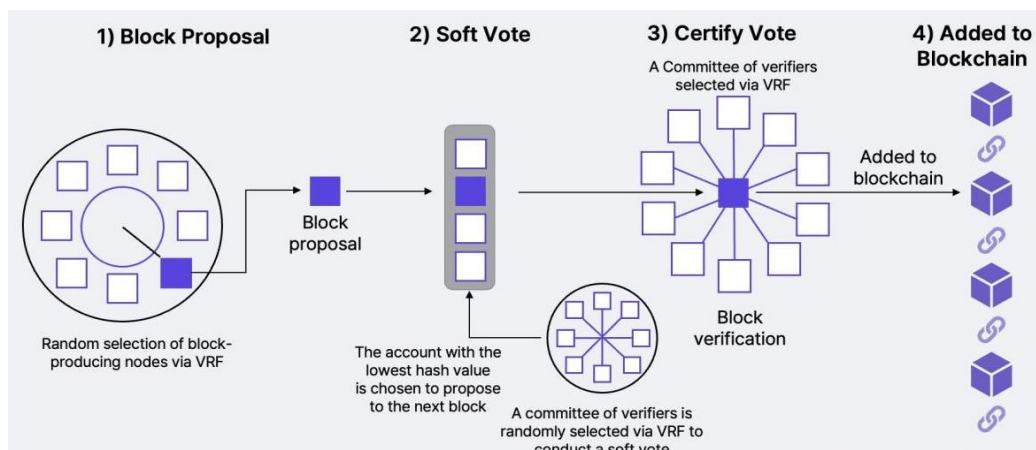 1) Block Proposal
2) Soft Vote
3) Certify Vote
4) Added to
Blockchain
A Committee of verifiers
selected via VRF
Added to
blockchain
Block
proposal
Block
verification
Random selection of block-
producing nodes via VRF
The account with the
lowest hash value
is chosen to propose
to the next block
A committee of verifiers is
randomly selected via VRF to
conduct a soft vote